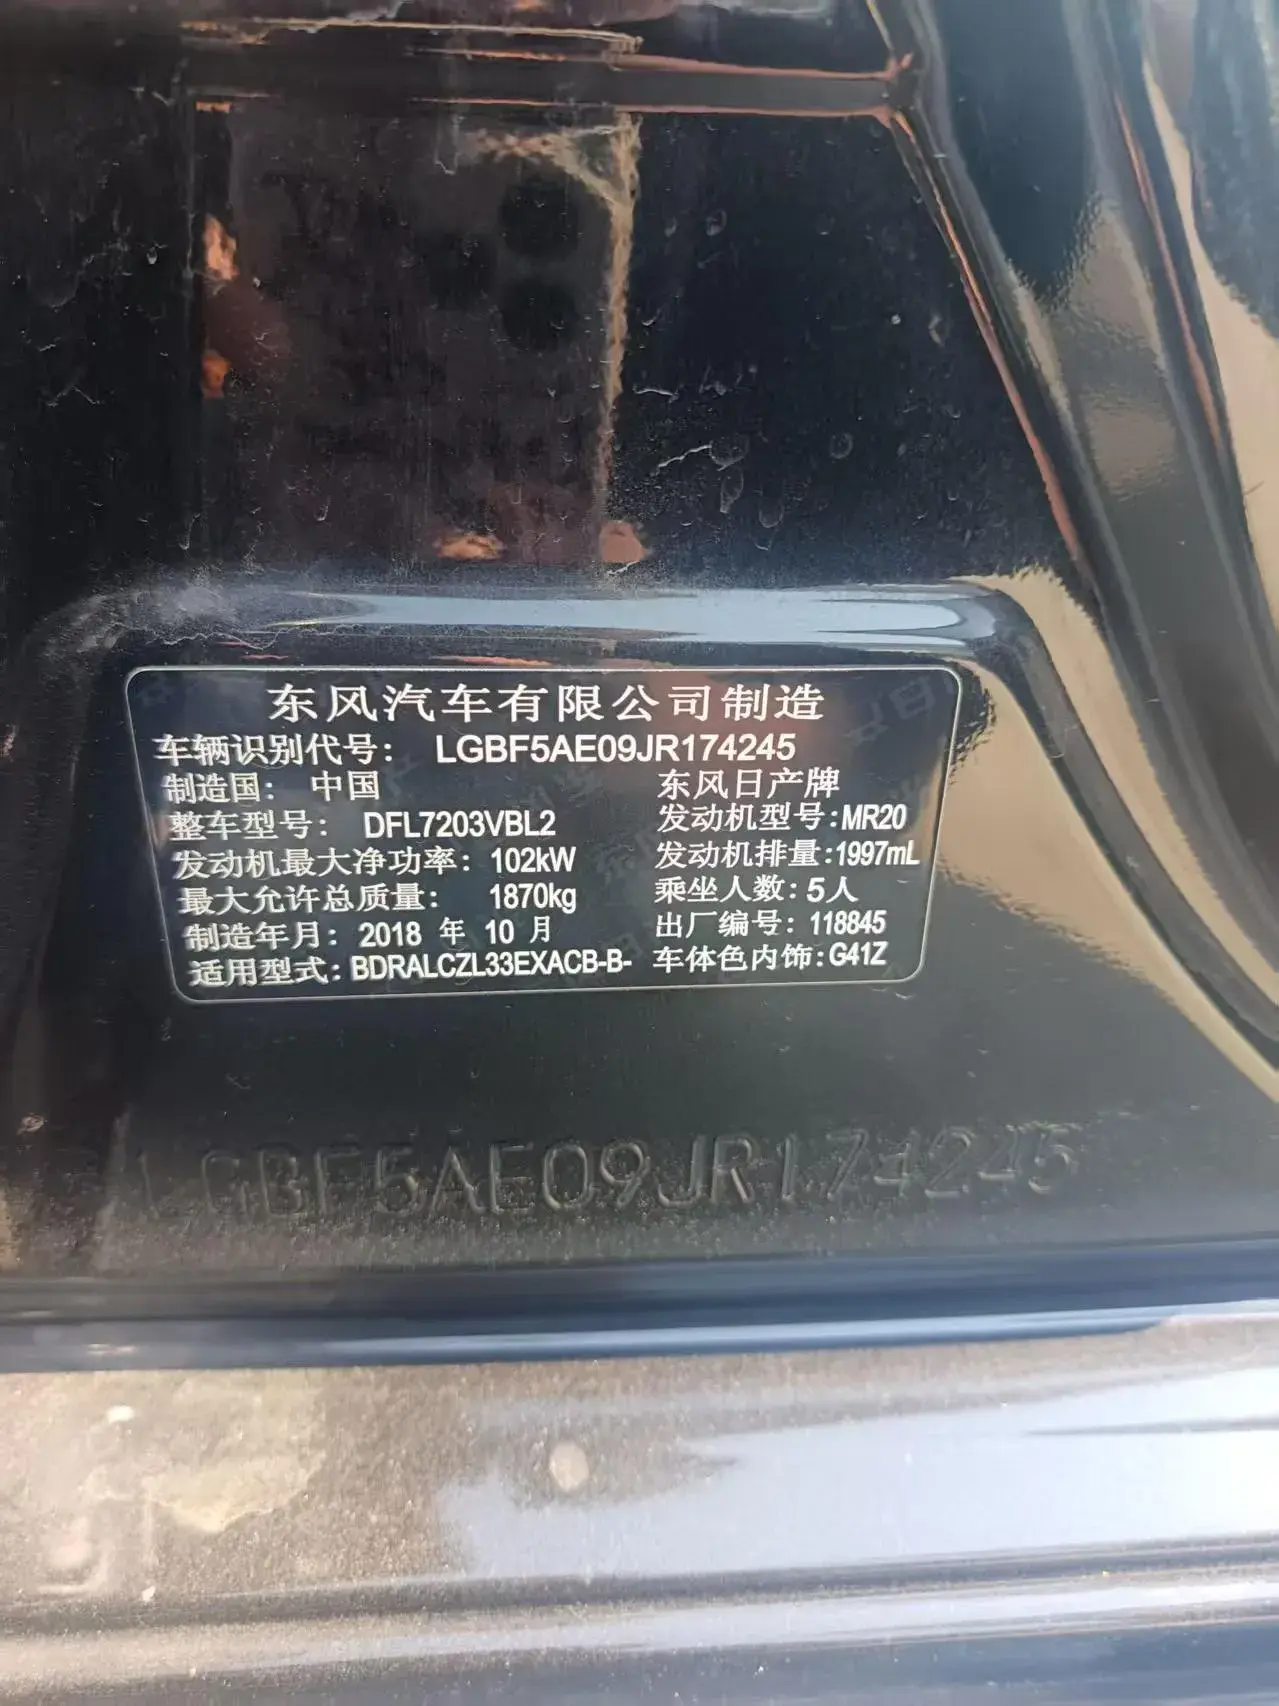 东风汽车有限公司制造
车辆识别代号: LGBF5AE09JR174245
制造国: 中国 东风日产牌
整车型号: DFL7203VBL2 发动机型号:MR20
发动机最大净功率: 102kW 发动机排量:1997mL
最大允许总质量: 1870kg 乘坐人数: 5人
制造年月: 2018 年 10 月 出厂编号: 118845
适用型式: BDRALCZL33EXACB-B- 车体色内饰: G41Z
LGBF5AE09JR174245